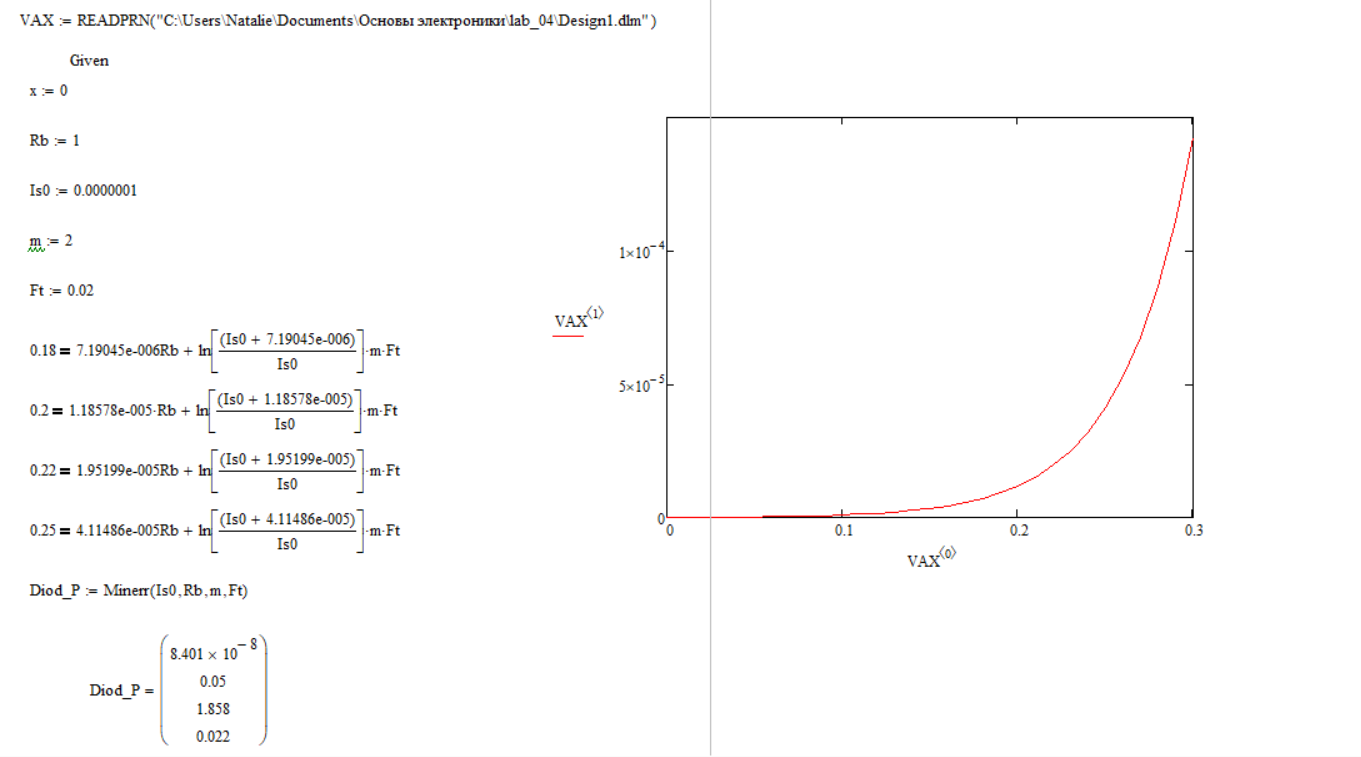 VAX := READPRN("C:\Users\Natalie\Documents\Основы электроники\lab_04\Design1.dlm" )
Given
x := 0
Rb := 1
Is0 := 0.0000001
m := 2
Ft := 0.02
0.18 = 7.19045e-006Rb + ln[(Is0 + 7.19045e-006) / Is0]·m·Ft
0.2 = 1.18578e-005·Rb + ln[(Is0 + 1.18578e-005) / Is0]·m·Ft
0.22 = 1.95199e-005Rb + ln[(Is0 + 1.95199e-005) / Is0]·m·Ft
0.25 = 4.11486e-005Rb + ln[(Is0 + 4.11486e-005) / Is0]·m·Ft
Diod_P := Minerr(Is0,Rb,m,Ft)
Diod_P =
8.401 × 10^-8
0.05
1.858
0.022
1×10^-4
VAX^⟨1⟩
5×10^-5
0
0 0.1 0.2 0.3
VAX^⟨0⟩